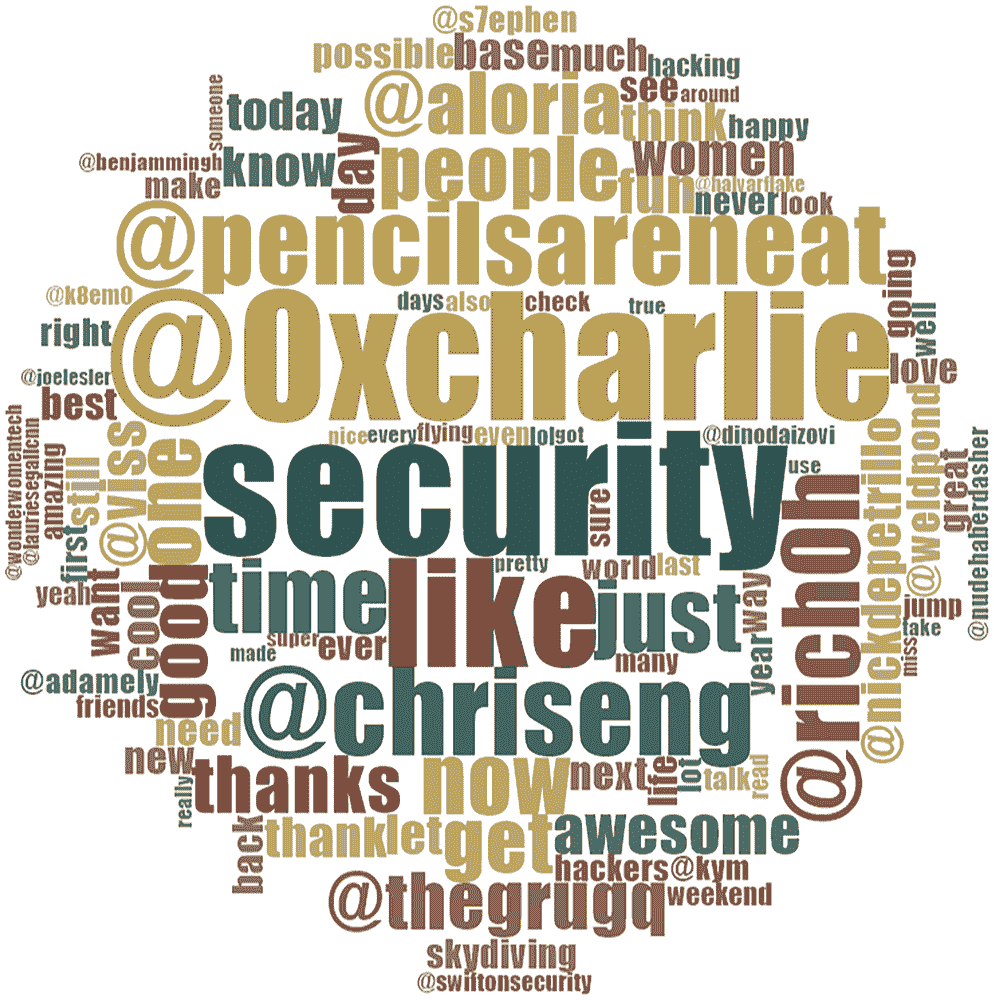 @s7ephen
possible
base
much
hacking
someone
today
@aloria
see
around
think
happy
@benjammingh
know
day
people
women
make
fun
@halvarflake
never
look
@pencilsareneat
going
@k8em0
days
also
check
true
right
@0xcharlie
well
love
@joelesler
best
nice
every
flying
even
lol
got
@dinodaizovi
@wonderwomentech
@lauriesegallcnn
amazing
still
@viss
one
security
use
@rich0h
@nickdepetrillo
@weldpond
great
@nudehaberdasher
first
sure
pretty
world
last
yeah
want
cool
good
time
like
just
way
year
jump
take
miss
super
made
ever
many
@adamely
friends
@chriseng
need
new
really
thanks
now
next
life
lot
talk
read
back
thank
let
get
awesome
hackers
@kym
@thegrugq
weekend
skydiving
@swiftonsecurity